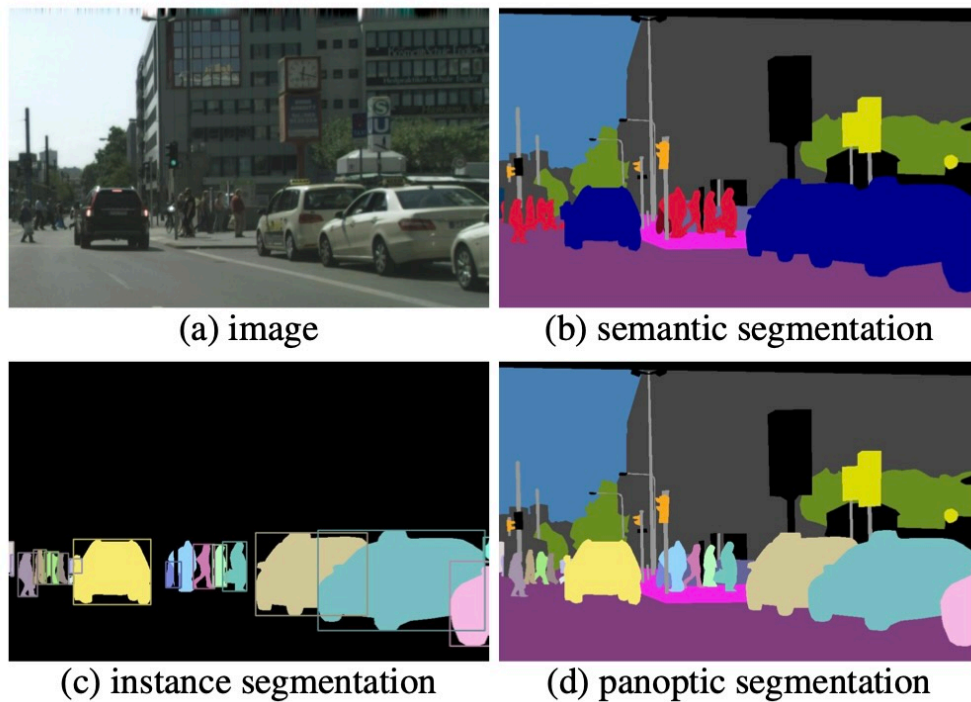 S
U
(a) image
(b) semantic segmentation
(c) instance segmentation
(d) panoptic segmentation